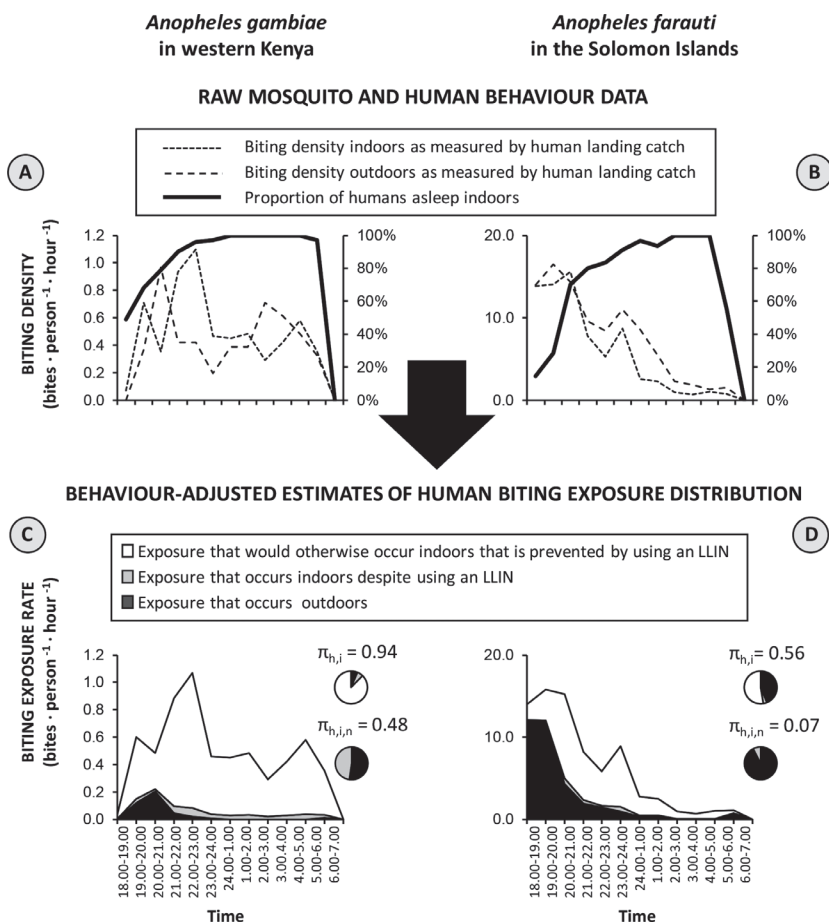 Anopheles gambiae
in western Kenya
Anopheles farauti
in the Solomon Islands
RAW MOSQUITO AND HUMAN BEHAVIOUR DATA
A
B
Biting density indoors as measured by human landing catch
Biting density outdoors as measured by human landing catch
Proportion of humans asleep indoors
BITING DENSITY
(bites · person⁻¹ · hour⁻¹)
1.2
1.0
0.8
0.6
0.4
0.2
0.0
100%
80%
60%
40%
20%
0%
20.0
10.0
0.0
100%
80%
60%
40%
20%
0%
BEHAVIOUR-ADJUSTED ESTIMATES OF HUMAN BITING EXPOSURE DISTRIBUTION
C
D
Exposure that would otherwise occur indoors that is prevented by using an LLIN
Exposure that occurs indoors despite using an LLIN
Exposure that occurs outdoors
BITING EXPOSURE RATE
(bites · person⁻¹ · hour⁻¹)
1.2
1.0
0.8
0.6
0.4
0.2
0.0
πh,i = 0.94
πh,i,n = 0.48
18.00-19.00
19.00-20.00
20.00-21.00
21.00-22.00
22.00-23.00
23.00-24.00
24.00-1.00
1.00-2.00
2.00-3.00
3.00.4.00
4.00-5.00
5.00-6.00
6.00-7.00
Time
20.0
10.0
0.0
πh,i = 0.56
πh,i,n = 0.07
18.00-19.00
19.00-20.00
20.00-21.00
21.00-22.00
22.00-23.00
23.00-24.00
24.00-1.00
1.00-2.00
2.00-3.00
3.00.4.00
4.00-5.00
5.00-6.00
6.00-7.00
Time